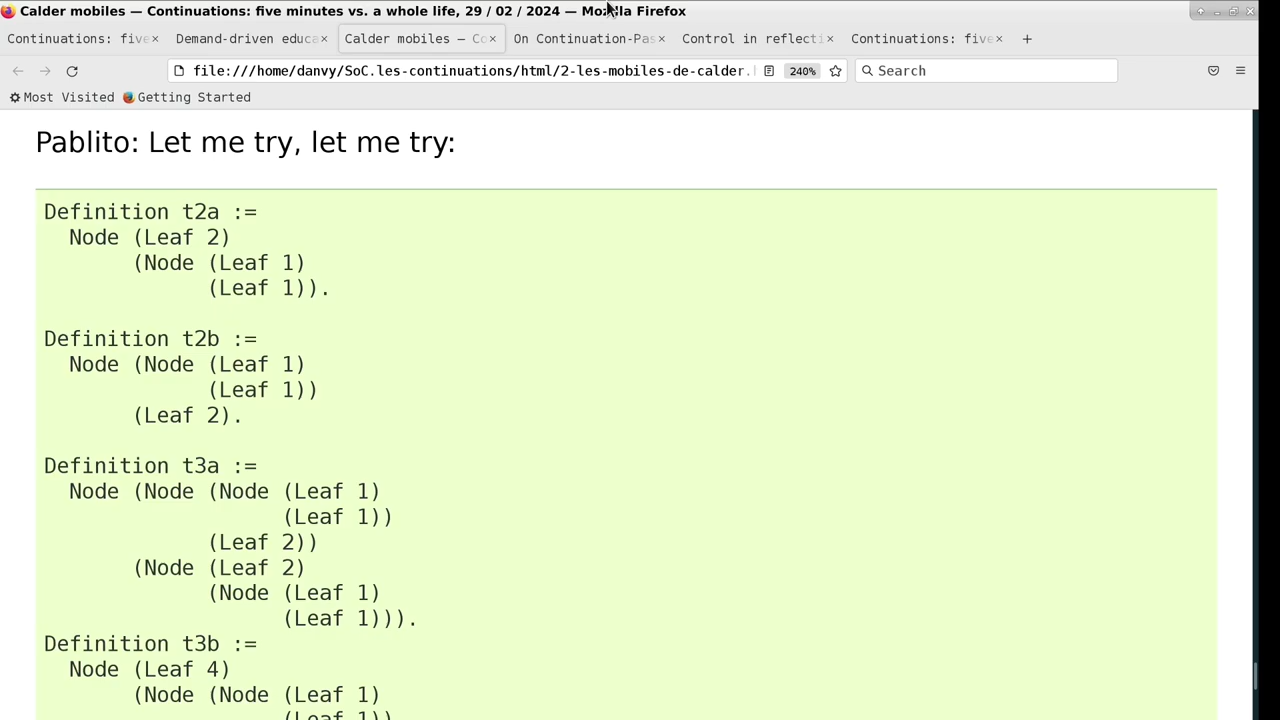 Calder mobiles — Continuations: five minutes vs. a whole life, 29 / 02 / 2024 — Mozilla Firefox
Continuations: five
Demand-driven educa
Calder mobiles — Co
On Continuation-Pas
Control in reflecti
Continuations: five
file:///home/danvy/SoC.les-continuations/html/2-les-mobiles-de-calder.
240%
Search
Most Visited
Getting Started
Pablito: Let me try, let me try:
Definition t2a :=
  Node (Leaf 2)
       (Node (Leaf 1)
             (Leaf 1)).
Definition t2b :=
  Node (Node (Leaf 1)
             (Leaf 1))
       (Leaf 2).
Definition t3a :=
  Node (Node (Node (Leaf 1)
                   (Leaf 1))
             (Leaf 2))
       (Node (Leaf 2)
             (Node (Leaf 1)
                   (Leaf 1))).
Definition t3b :=
  Node (Leaf 4)
       (Node (Node (Leaf 1)
                   (Leaf 1))